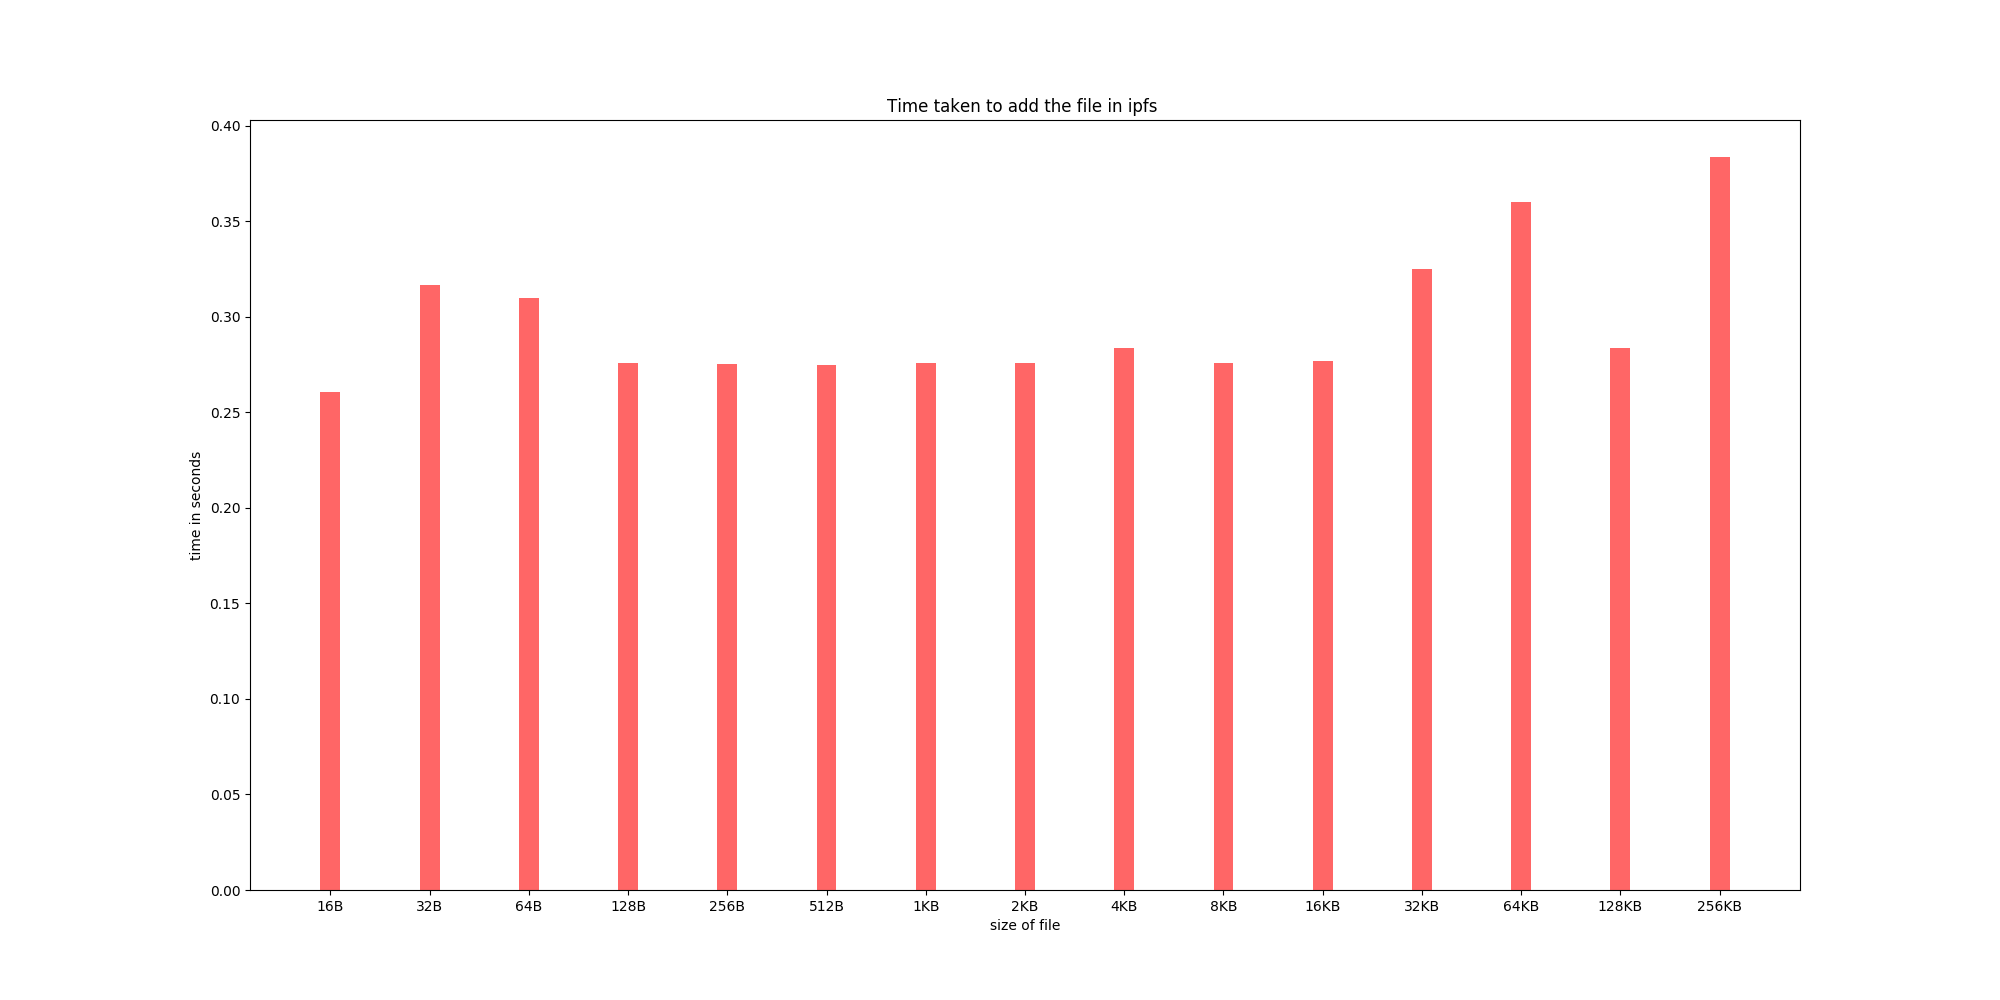 Time taken to add the file in ipfs
0.40
0.35
0.30
0.25
0.20
0.15
0.10
0.05
0.00
time in seconds
16B 32B 64B 128B 256B 512B 1KB 2KB 4KB 8KB 16KB 32KB 64KB 128KB 256KB
size of file